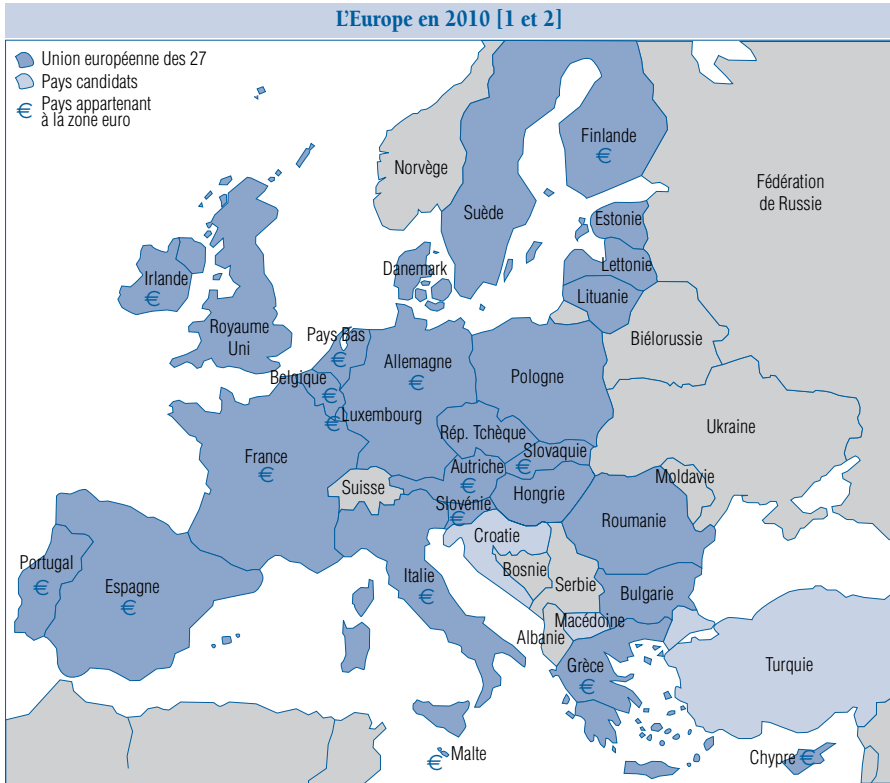 L'Europe en 2010 [1 et 2]
Union européenne des 27
Pays candidats
€ Pays appartenant
à la zone euro
Finlande
€
Norvège
Fédération
de Russie
Suède
Estonie
Lettonie
Danemark
Irlande
€
Lituanie
Royaume
Uni
Pays Bas
€
Biélorussie
Allemagne
€
Belgique
€
Pologne
Luxembourg
€
Ukraine
Rép. Tchèque
France
€
Slovaquie
€
Autriche
€
Moldavie
Suisse
Hongrie
Slovénie
€
Roumanie
Croatie
Portugal
€
Espagne
€
Italie
€
Bosnie
Serbie
Bulgarie
Macédoine
Albanie
Grèce
€
Turquie
Malte
€
Chypre €